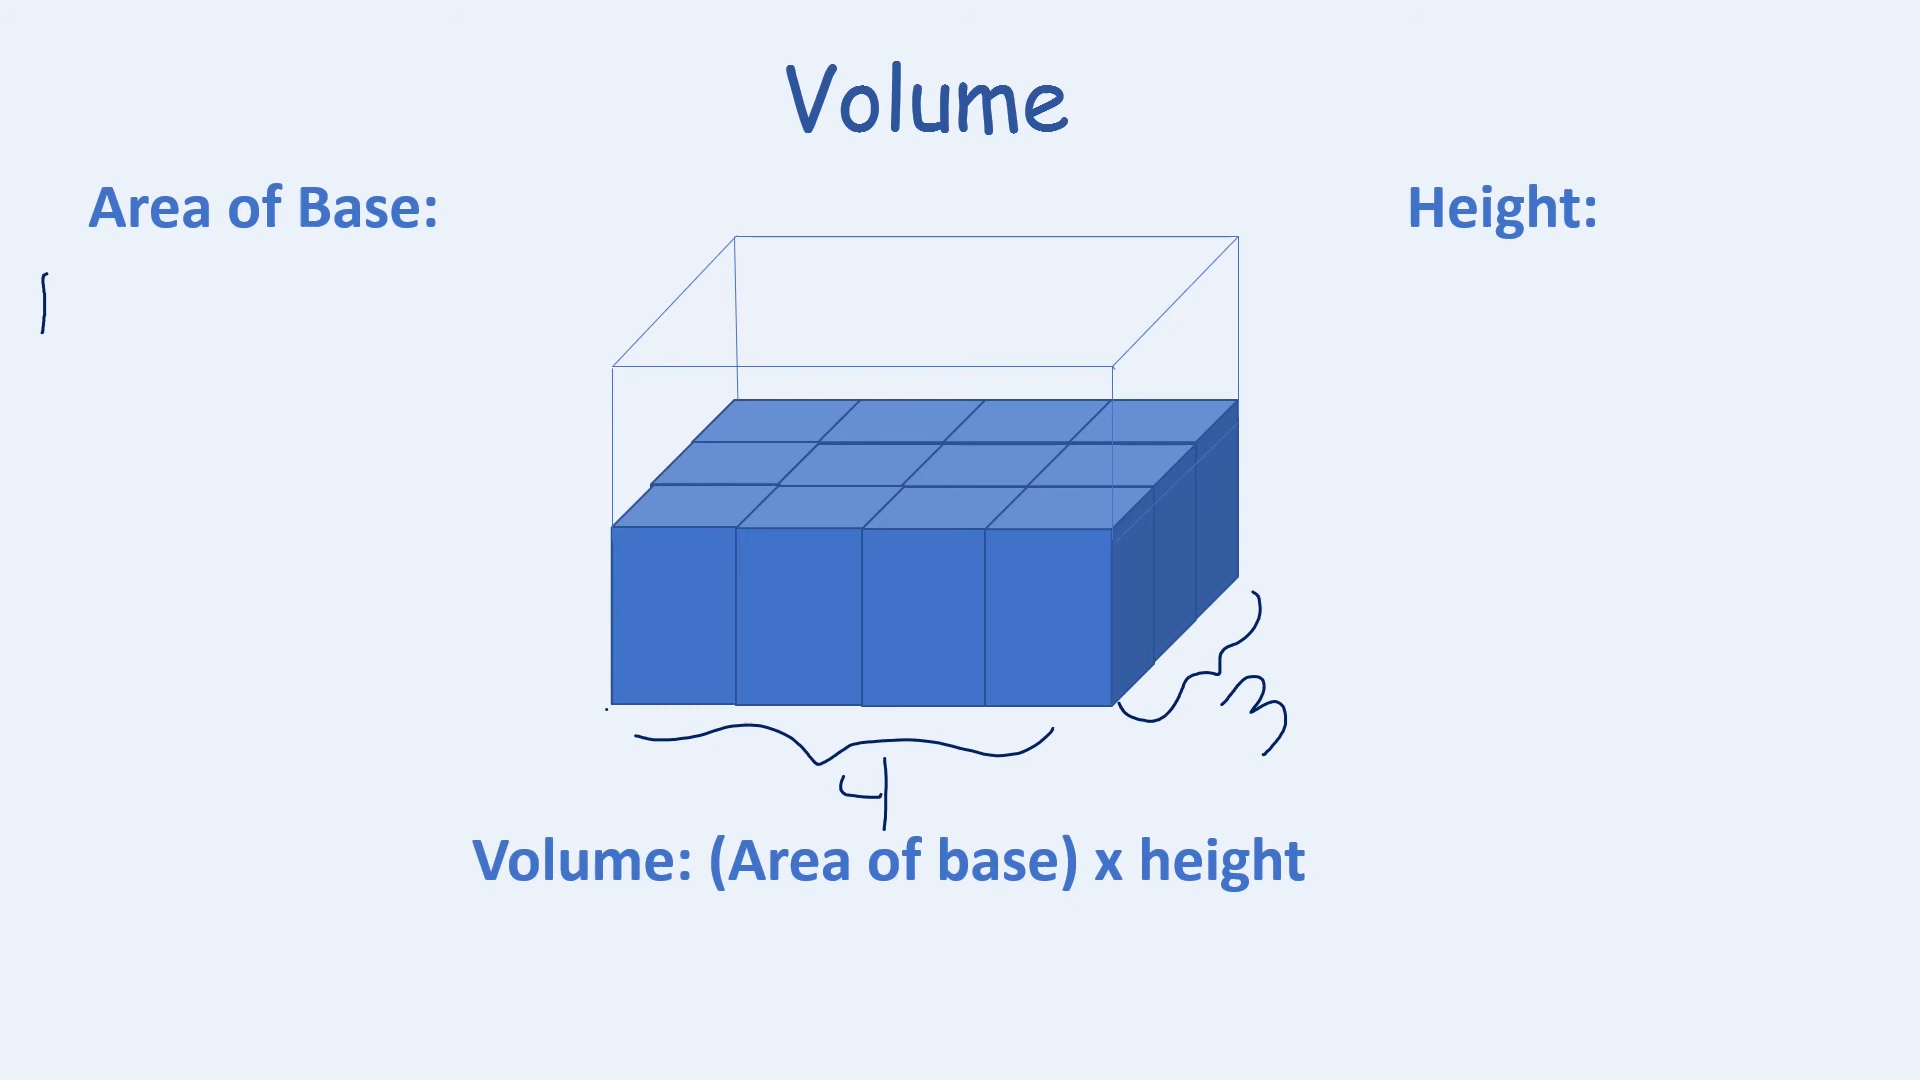 Volume
Area of Base:
Height:
3
4
Volume: (Area of base) x height